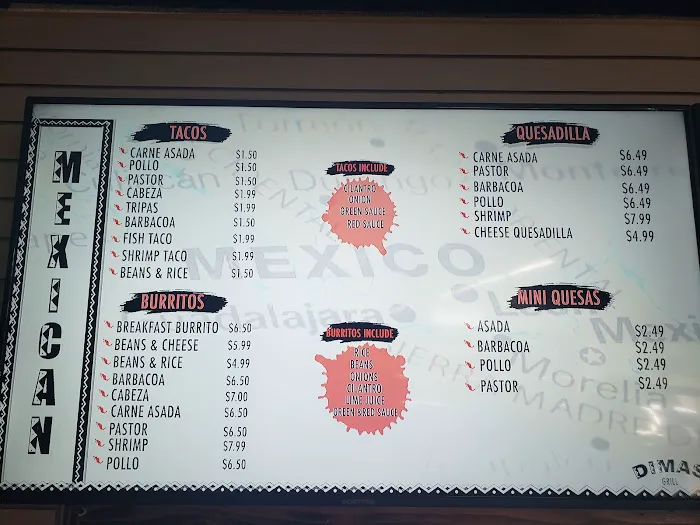 MEXICAN
TACOS
CARNE ASADA $1.50
POLLO $1.50
PASTOR $1.50
CABEZA $1.99
TRIPAS $1.99
BARBACOA $1.50
FISH TACO $1.99
SHRIMP TACO $1.99
BEANS & RICE $1.50
TACOS INCLUDE
CILANTRO
ONION
GREEN SAUCE
RED SAUCE
QUESADILLA
CARNE ASADA $6.49
PASTOR $6.49
BARBACOA $6.49
POLLO $6.49
SHRIMP $7.99
CHEESE QUESADILLA $4.99
MEXICO
BURRITOS
BREAKFAST BURRITO $6.50
BEANS & CHEESE $5.99
BEANS & RICE $4.99
BARBACOA $6.50
CABEZA $7.00
CARNE ASADA $6.50
PASTOR $6.50
SHRIMP $7.99
POLLO $6.50
BURRITOS INCLUDE
RICE
BEANS
ONIONS
CILANTRO
LIME JUICE
GREEN & RED SAUCE
MINI QUESAS
ASADA $2.49
BARBACOA $2.49
POLLO $2.49
PASTOR $2.49
Morelia
DIMAS
GRILL